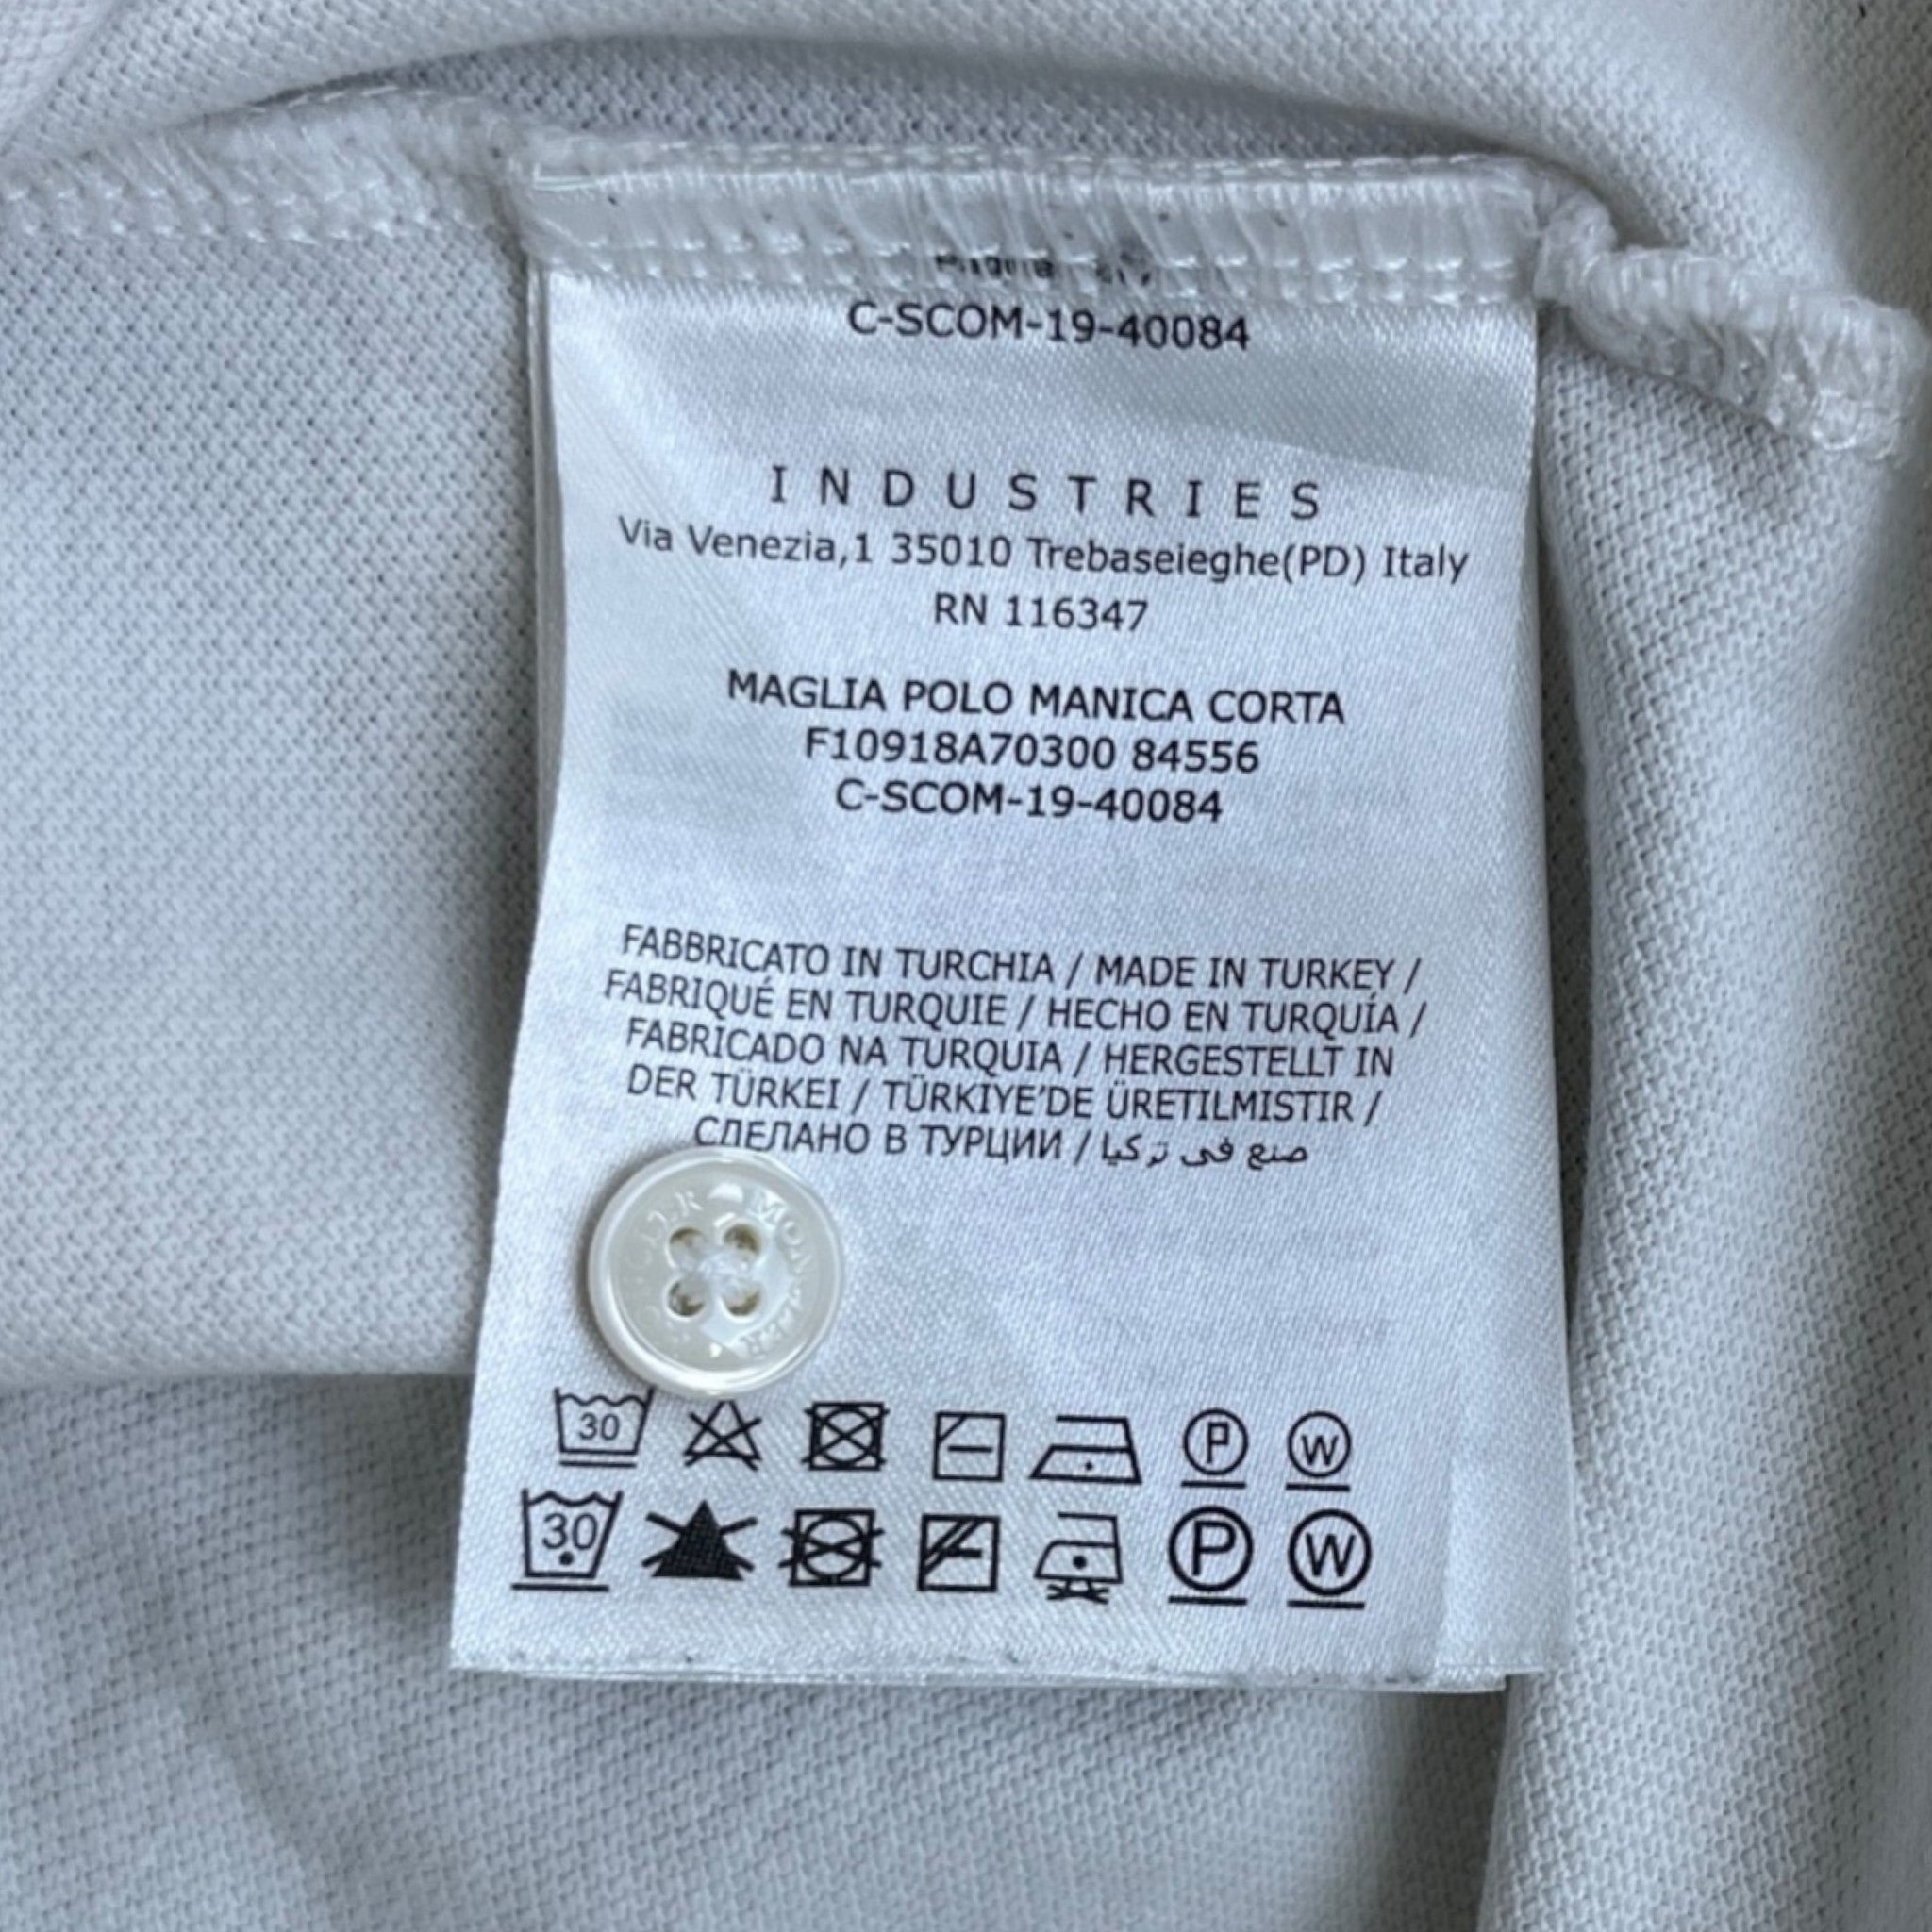 C-SCOM-19-40084
INDUSTRIES
Via Venezia,1 35010 Trebaseieghe(PD) Italy
RN 116347
MAGLIA POLO MANICA CORTA
F10918A70300 84556
C-SCOM-19-40084
FABBRICATO IN TURCHIA / MADE IN TURKEY /
FABRIQUÉ EN TURQUIE / HECHO EN TURQUÍA /
FABRICADO NA TURQUIA / HERGESTELLT IN
DER TÜRKEI / TÜRKIYE'DE ÜRETILMISTIR /
СДЕЛАНО В ТУРЦИИ / صنع في تركيا
30 P W
30 P W